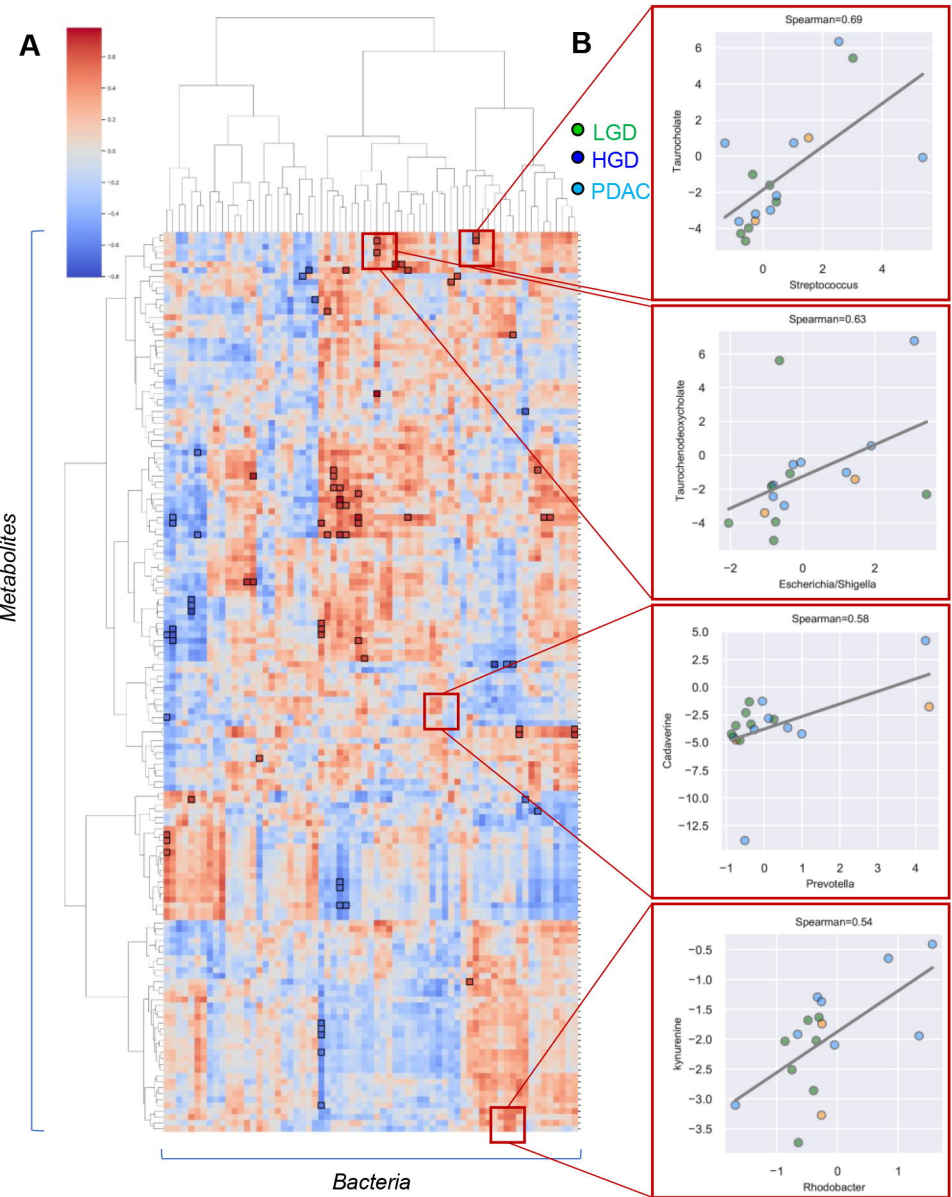 A
B
0.6
0.4
0.2
0.0
−0.2
−0.4
−0.6
−0.8
LGD
HGD
PDAC
Metabolites
Bacteria
Spearman=0.69
6
4
2
0
−2
−4
Taurocholate
0 2 4
Streptococcus
Spearman=0.63
6
4
2
0
−2
−4
Taurochenodeoxycholate
−2 0 2
Escherichia/Shigella
Spearman=0.58
5.0
2.5
0.0
−2.5
−5.0
−7.5
−10.0
−12.5
Cadaverine
−1 0 1 2 3 4
Prevotella
Spearman=0.54
−0.5
−1.0
−1.5
−2.0
−2.5
−3.0
−3.5
kynurenine
−1 0 1
Rhodobacter